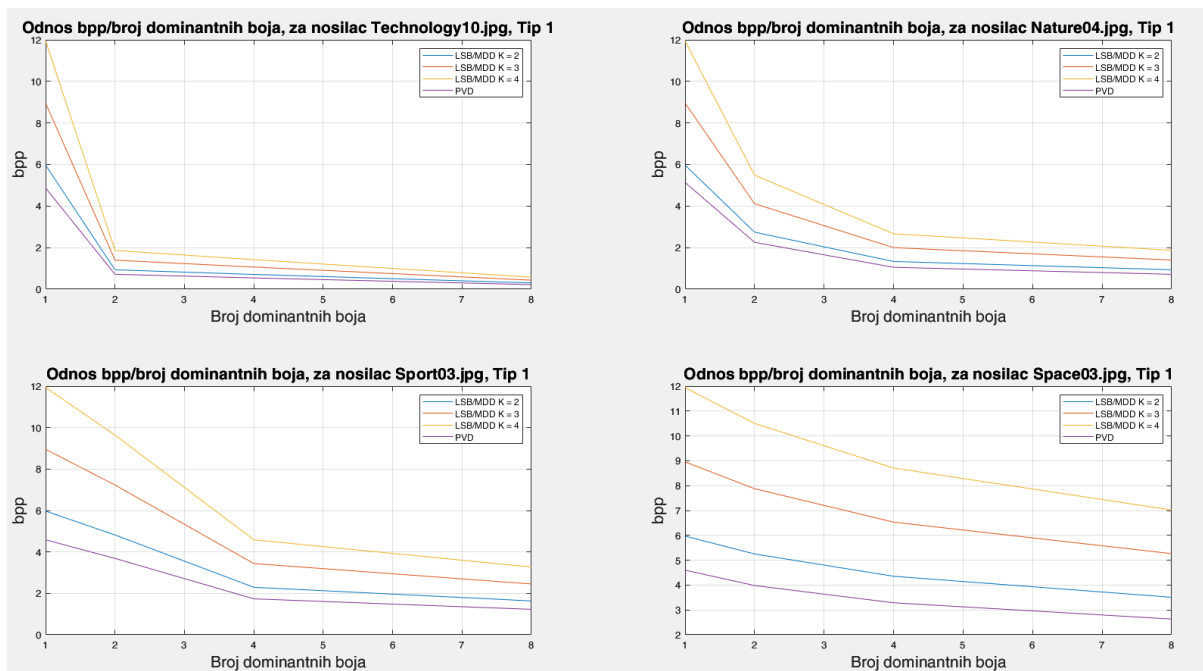 Odnos bpp/broj dominantnih boja, za nosilac Technology10.jpg, Tip 1
12
10
8
6
4
2
0
bpp
LSB/MDD K = 2
LSB/MDD K = 3
LSB/MDD K = 4
PVD
1 2 3 4 5 6 7 8
Broj dominantnih boja
Odnos bpp/broj dominantnih boja, za nosilac Nature04.jpg, Tip 1
12
10
8
6
4
2
0
bpp
LSB/MDD K = 2
LSB/MDD K = 3
LSB/MDD K = 4
PVD
1 2 3 4 5 6 7 8
Broj dominantnih boja
Odnos bpp/broj dominantnih boja, za nosilac Sport03.jpg, Tip 1
12
10
8
6
4
2
0
bpp
LSB/MDD K = 2
LSB/MDD K = 3
LSB/MDD K = 4
PVD
1 2 3 4 5 6 7 8
Broj dominantnih boja
Odnos bpp/broj dominantnih boja, za nosilac Space03.jpg, Tip 1
12
11
10
9
8
7
6
5
4
3
2
bpp
LSB/MDD K = 2
LSB/MDD K = 3
LSB/MDD K = 4
PVD
1 2 3 4 5 6 7 8
Broj dominantnih boja